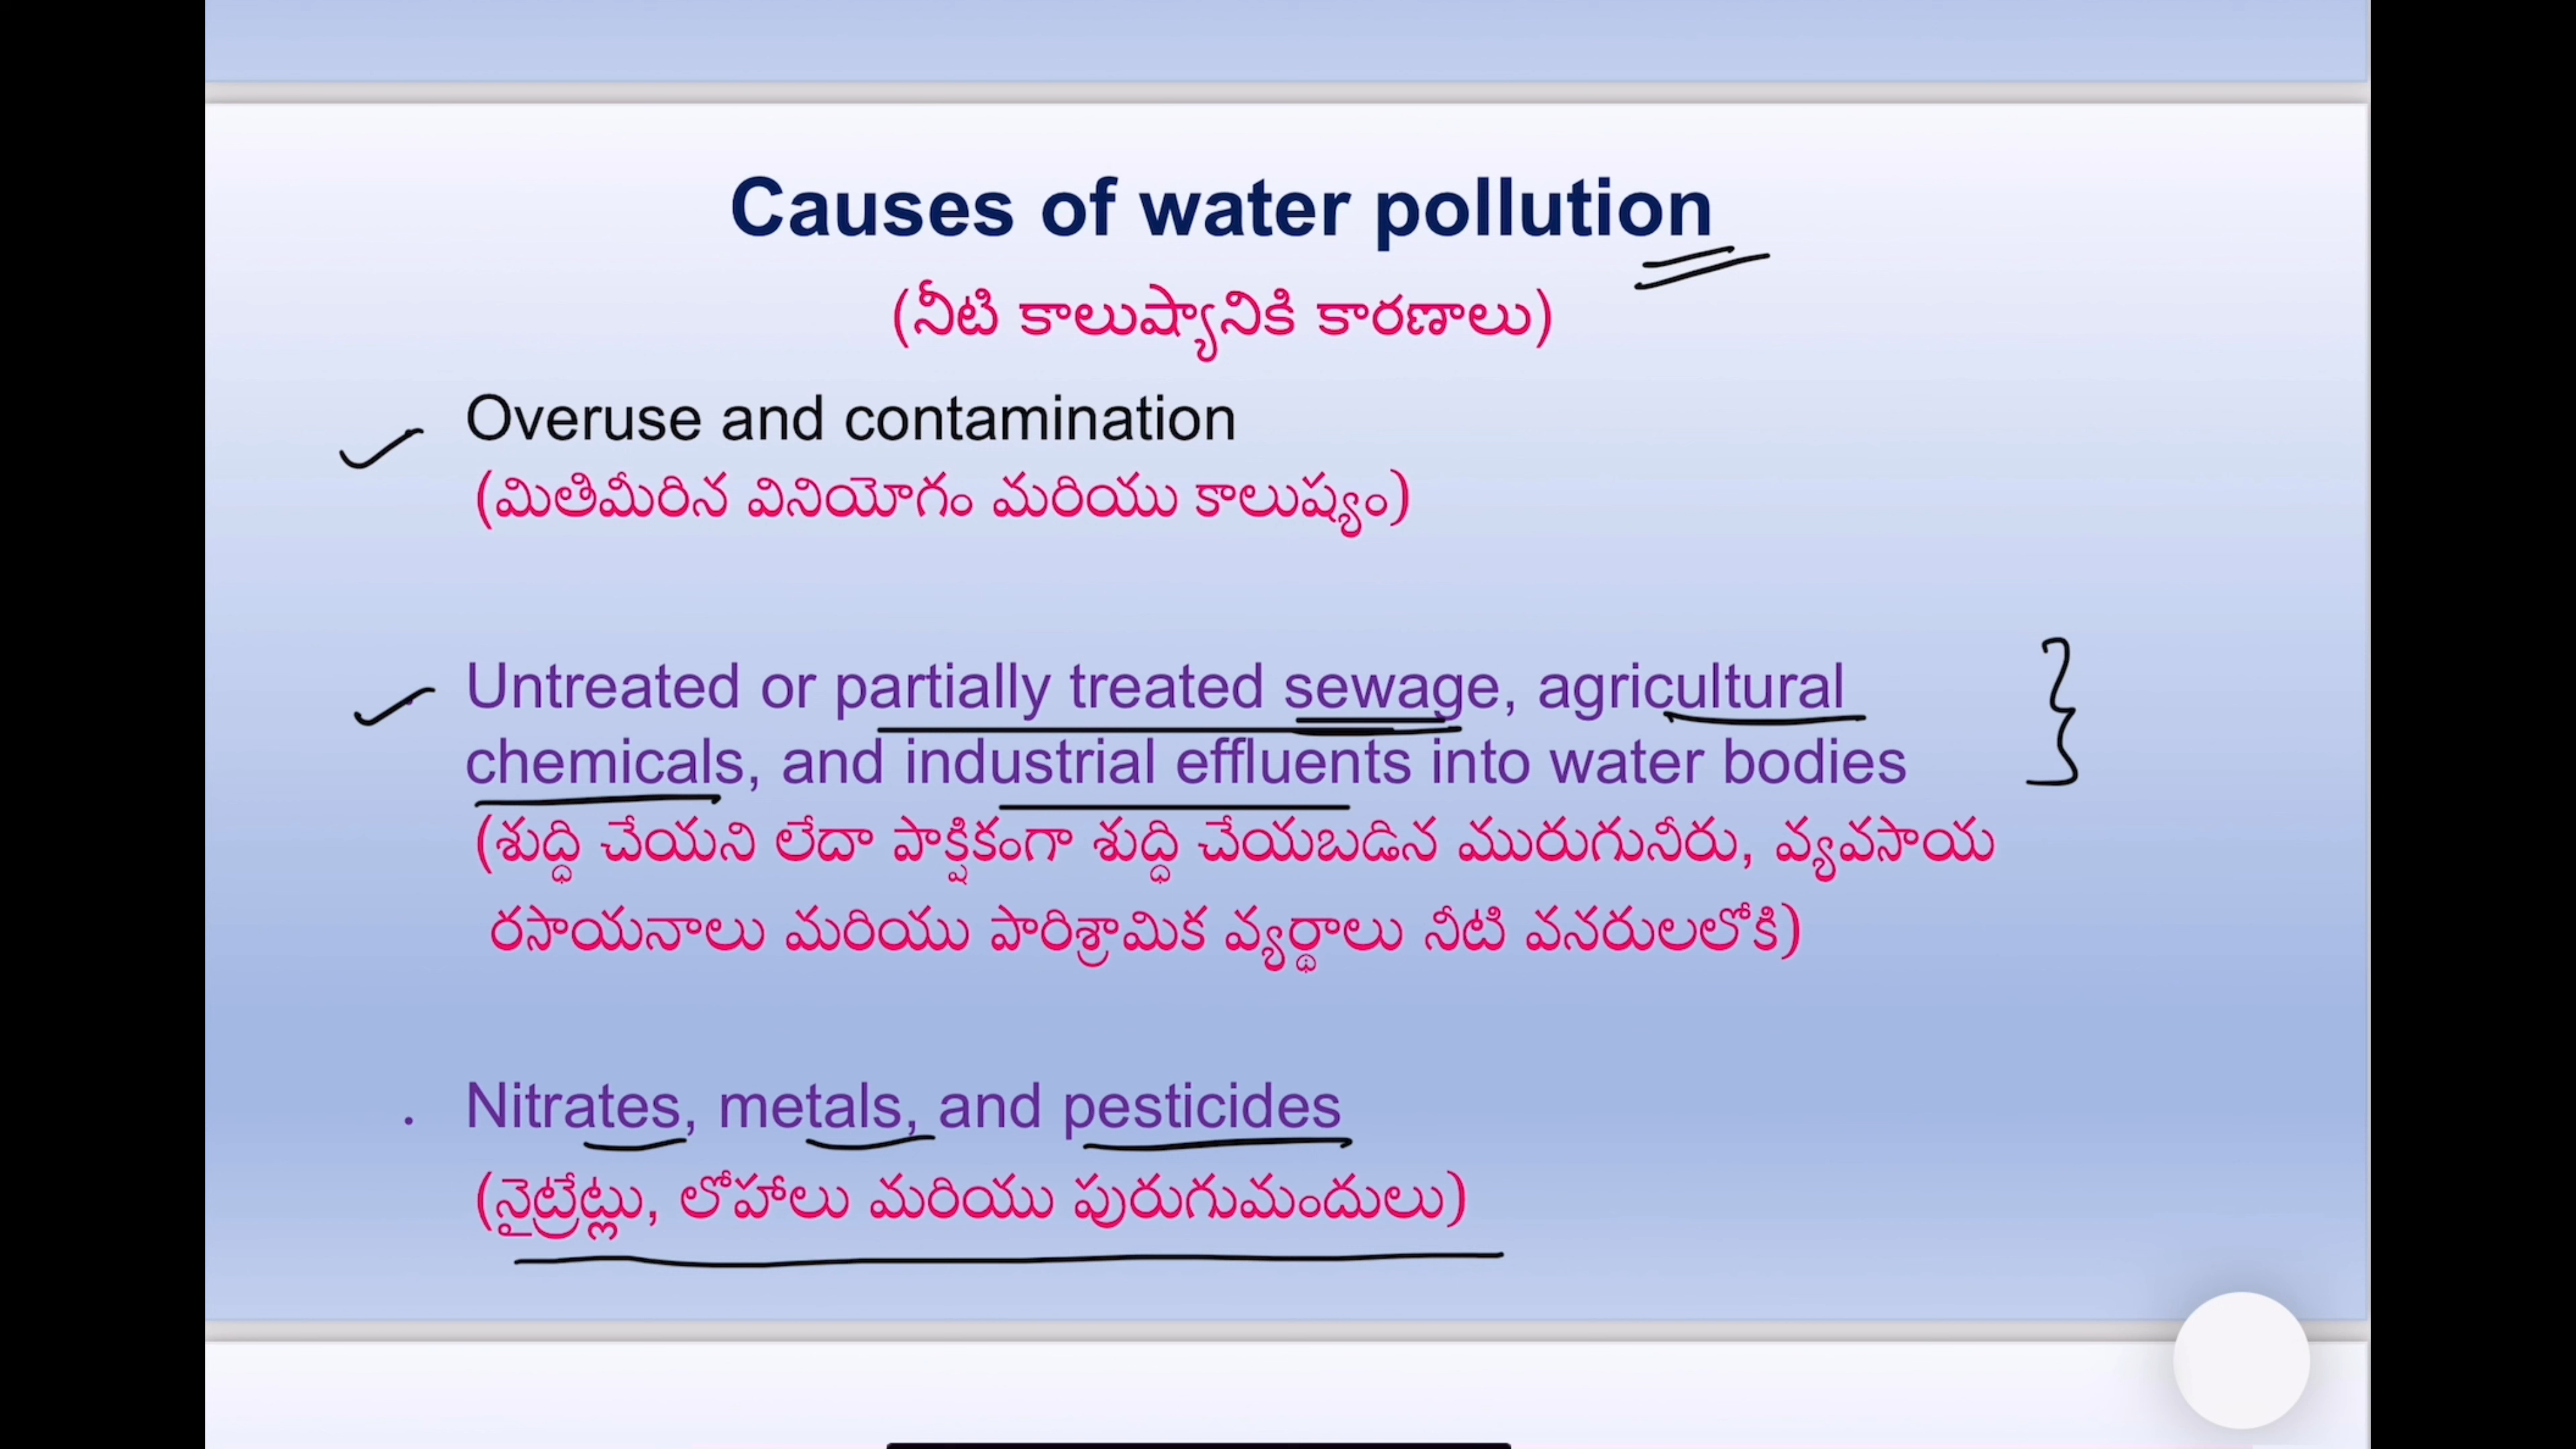 Causes of water pollution
(నీటి కాలుష్యానికి కారణాలు)
Overuse and contamination
(మితిమీరిన వినియోగం మరియు కాలుష్యం)
Untreated or partially treated sewage, agricultural
chemicals, and industrial effluents into water bodies
(శుద్ధి చేయని లేదా పాక్షికంగా శుద్ధి చేయబడిన మురుగునీరు, వ్యవసాయ
రసాయనాలు మరియు పారిశ్రామిక వ్యర్థాలు నీటి వనరులలోకి)
• Nitrates, metals, and pesticides
(నైట్రేట్లు, లోహాలు మరియు పురుగుమందులు)